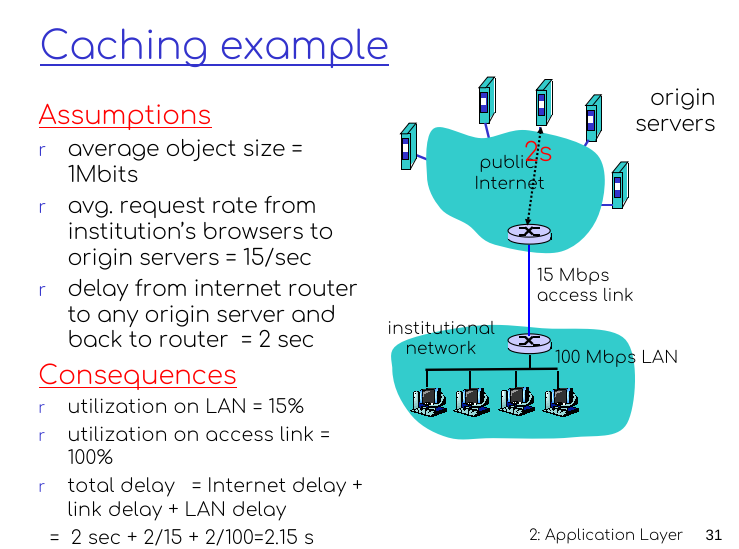 Caching example
Assumptions
r average object size =
1Mbits
r avg. request rate from
institution's browsers to
origin servers = 15/sec
r delay from internet router
to any origin server and
back to router = 2 sec
Consequences
r utilization on LAN = 15%
r utilization on access link =
100%
r total delay = Internet delay +
link delay + LAN delay
= 2 sec + 2/15 + 2/100=2.15 s
origin
servers
2s
public
Internet
15 Mbps
access link
institutional
network
100 Mbps LAN
2: Application Layer 31